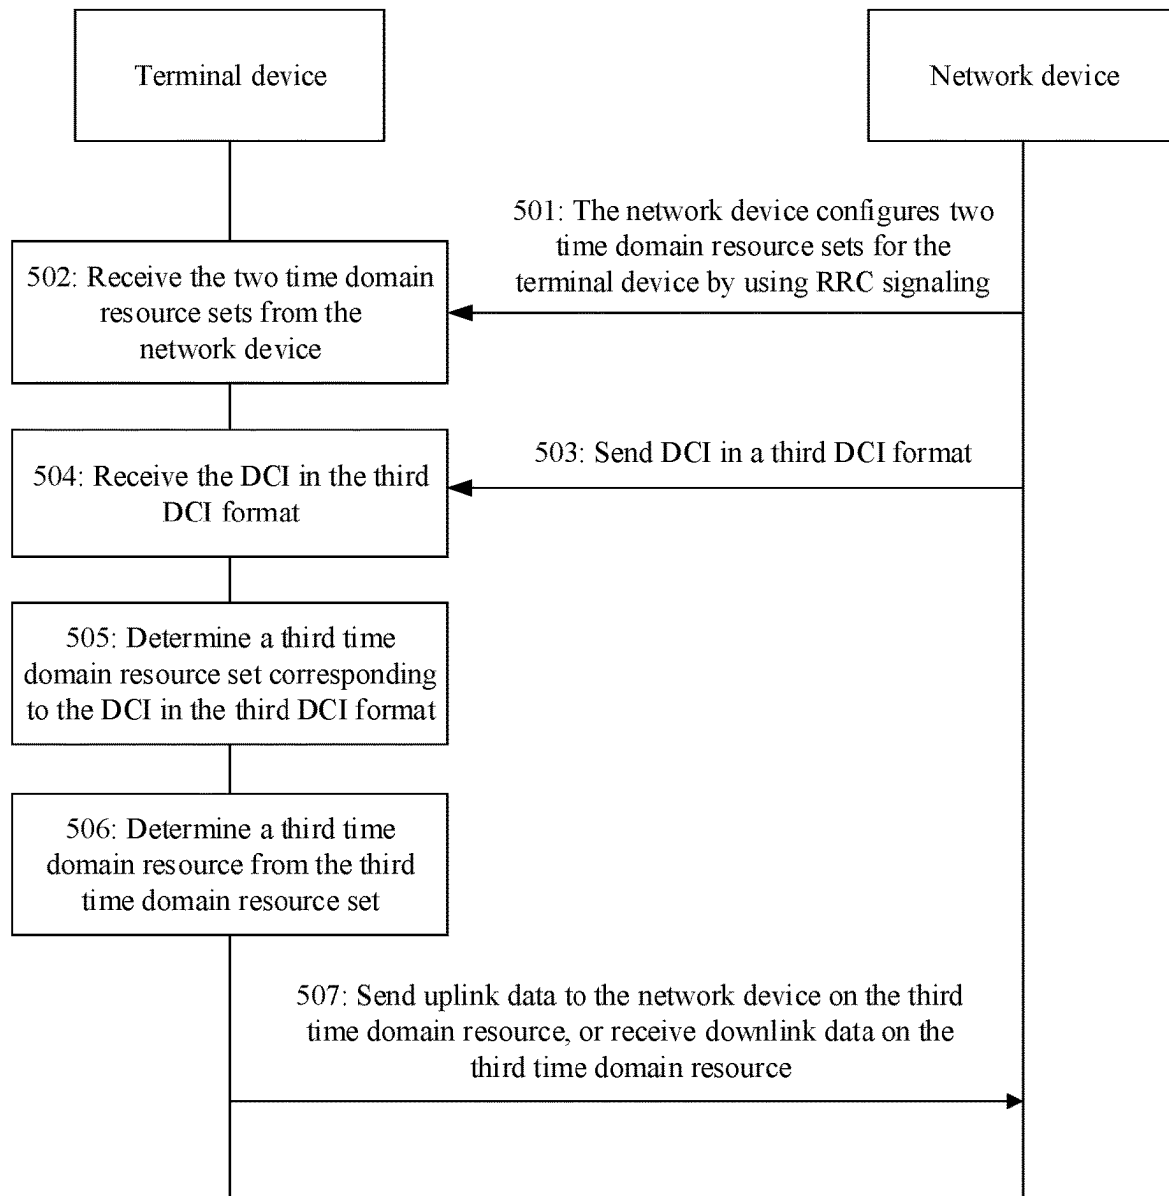 Terminal device
Network device
501: The network device configures two
time domain resource sets for the
terminal device by using RRC signaling
502: Receive the two time domain
resource sets from the
network device
503: Send DCI in a third DCI format
504: Receive the DCI in the third
DCI format
505: Determine a third time
domain resource set corresponding
to the DCI in the third DCI format
506: Determine a third time
domain resource from the third
time domain resource set
507: Send uplink data to the network device on the third
time domain resource, or receive downlink data on the
third time domain resource